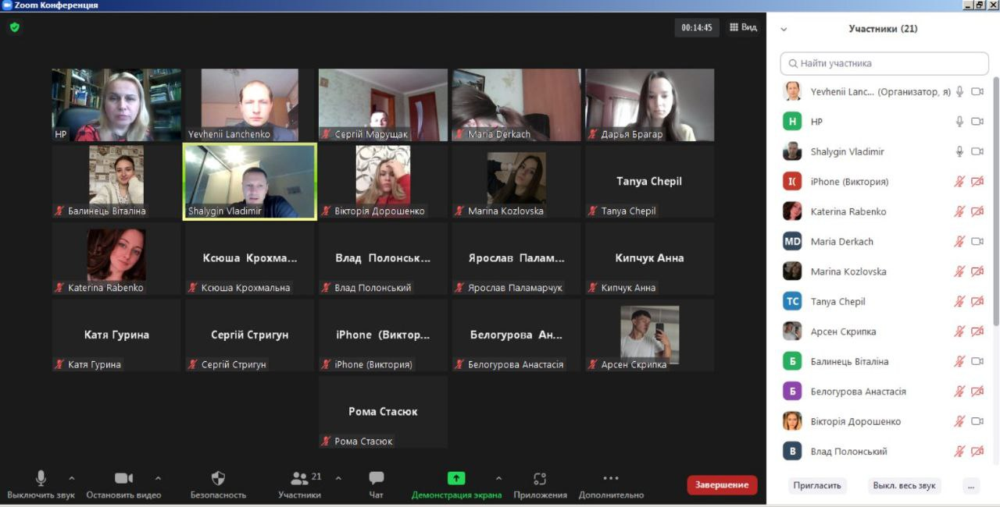 Zoom Конференция
00:14:45
Вид
HP
Yevhenii Lanchenko
Сергій Марущак
Maria Derkach
Дарья Брагар
Балинець Віталіна
Shalygin Vladimir
Вікторія Дорошенко
Marina Kozlovska
Tanya Chepil
Tanya Chepil
Katerina Rabenko
Ксюша Крохма...
Ксюша Крохмальна
Влад Полонськ...
Влад Полонський
Ярослав Палам...
Ярослав Паламарчук
Кипчук Анна
Кипчук Анна
Катя Гурина
Катя Гурина
Сергій Стригун
Сергій Стригун
iPhone (Виктор...
iPhone (Виктория)
Белогурова Ан...
Белогурова Анастасія
Арсен Скрипка
Рома Стасюк
Рома Стасюк
Выключить звук
Остановить видео
Безопасность
21
Участники
Чат
Демонстрация экрана
Приложения
Дополнительно
Завершение
Участники (21)
Найти участника
Yevhenii Lanc... (Организатор, я)
H
HP
Shalygin Vladimir
I(
iPhone (Виктория)
Katerina Rabenko
MD
Maria Derkach
Marina Kozlovska
TC
Tanya Chepil
Арсен Скрипка
Б
Балинець Віталіна
Б
Белогурова Анастасія
Вікторія Дорошенко
В
Влад Полонський
Пригласить
Выкл. весь звук
...